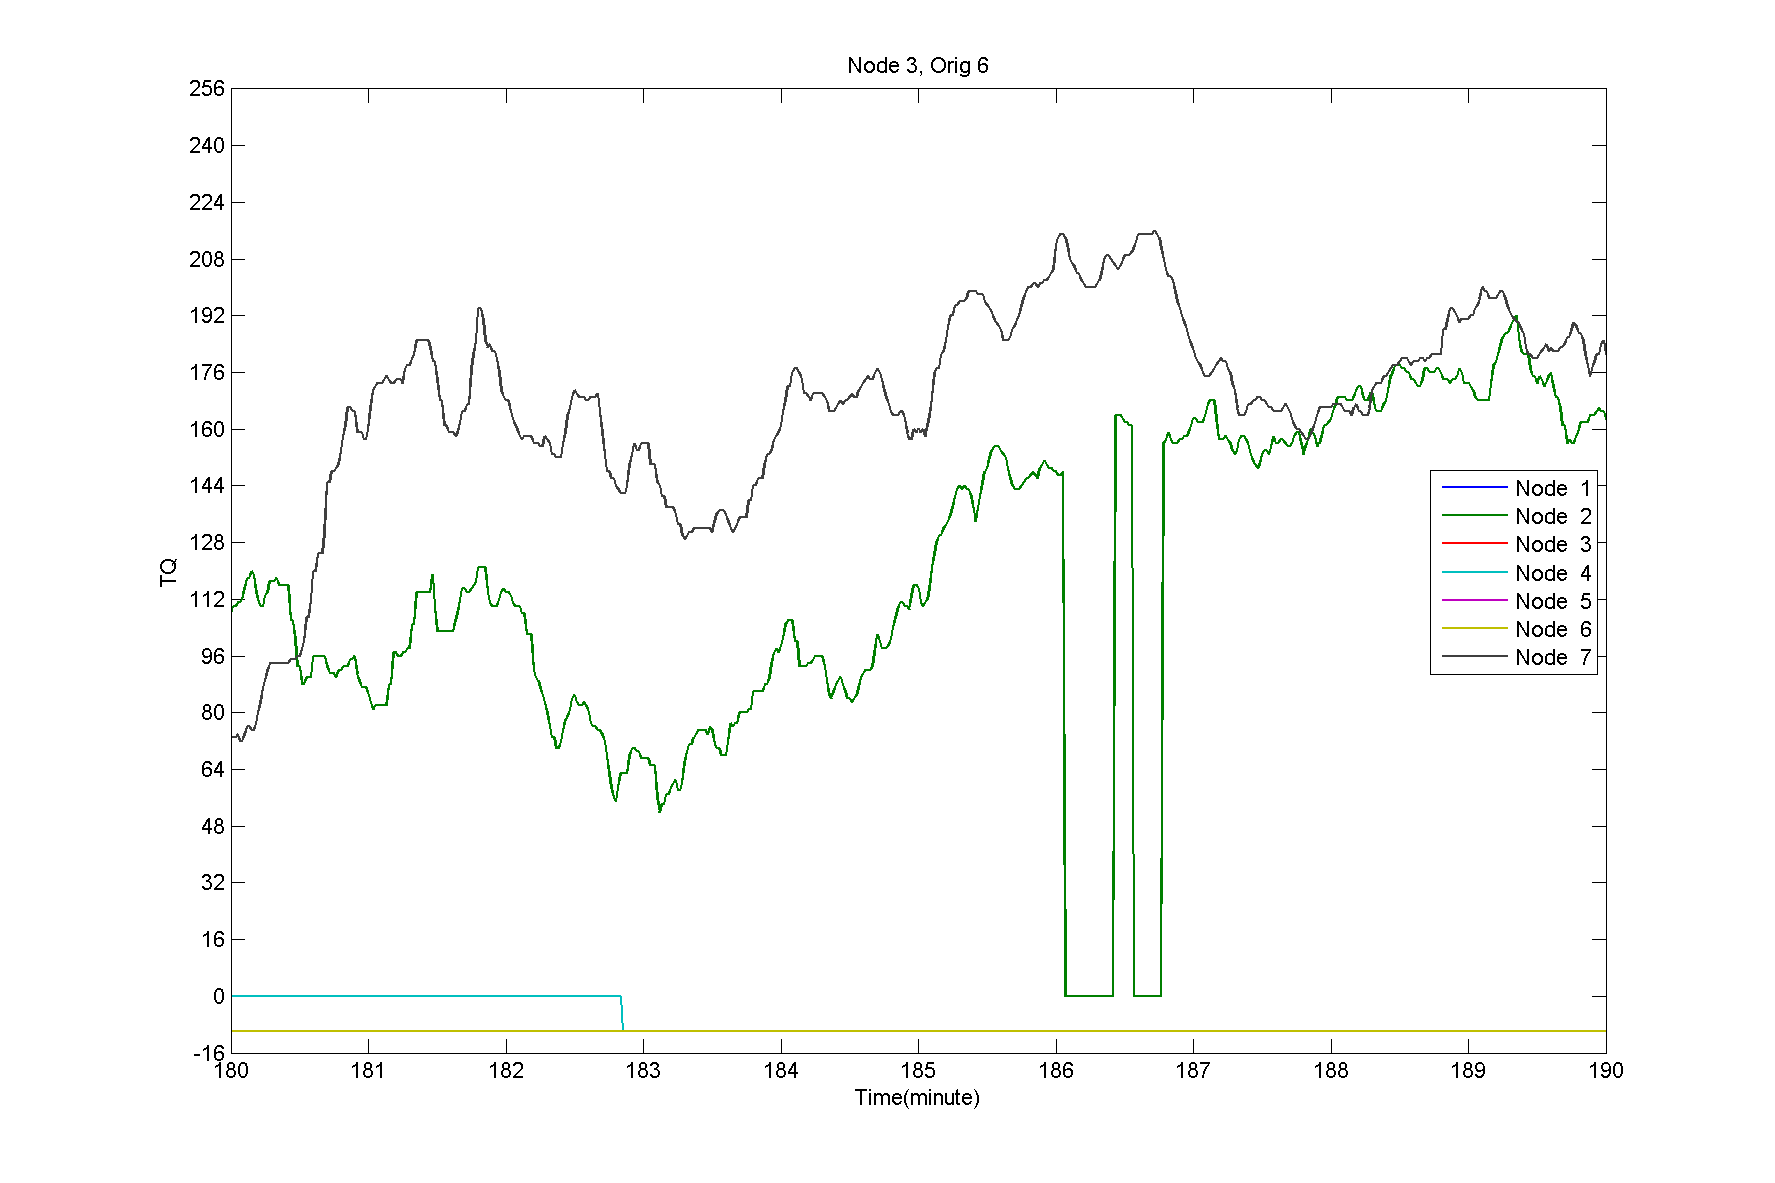 Node 3, Orig 6
256
240
224
208
192
176
160
144
128
112
96
80
64
48
32
16
0
-16
TQ
180 181 182 183 184 185 186 187 188 189 190
Time(minute)
Node 1
Node 2
Node 3
Node 4
Node 5
Node 6
Node 7